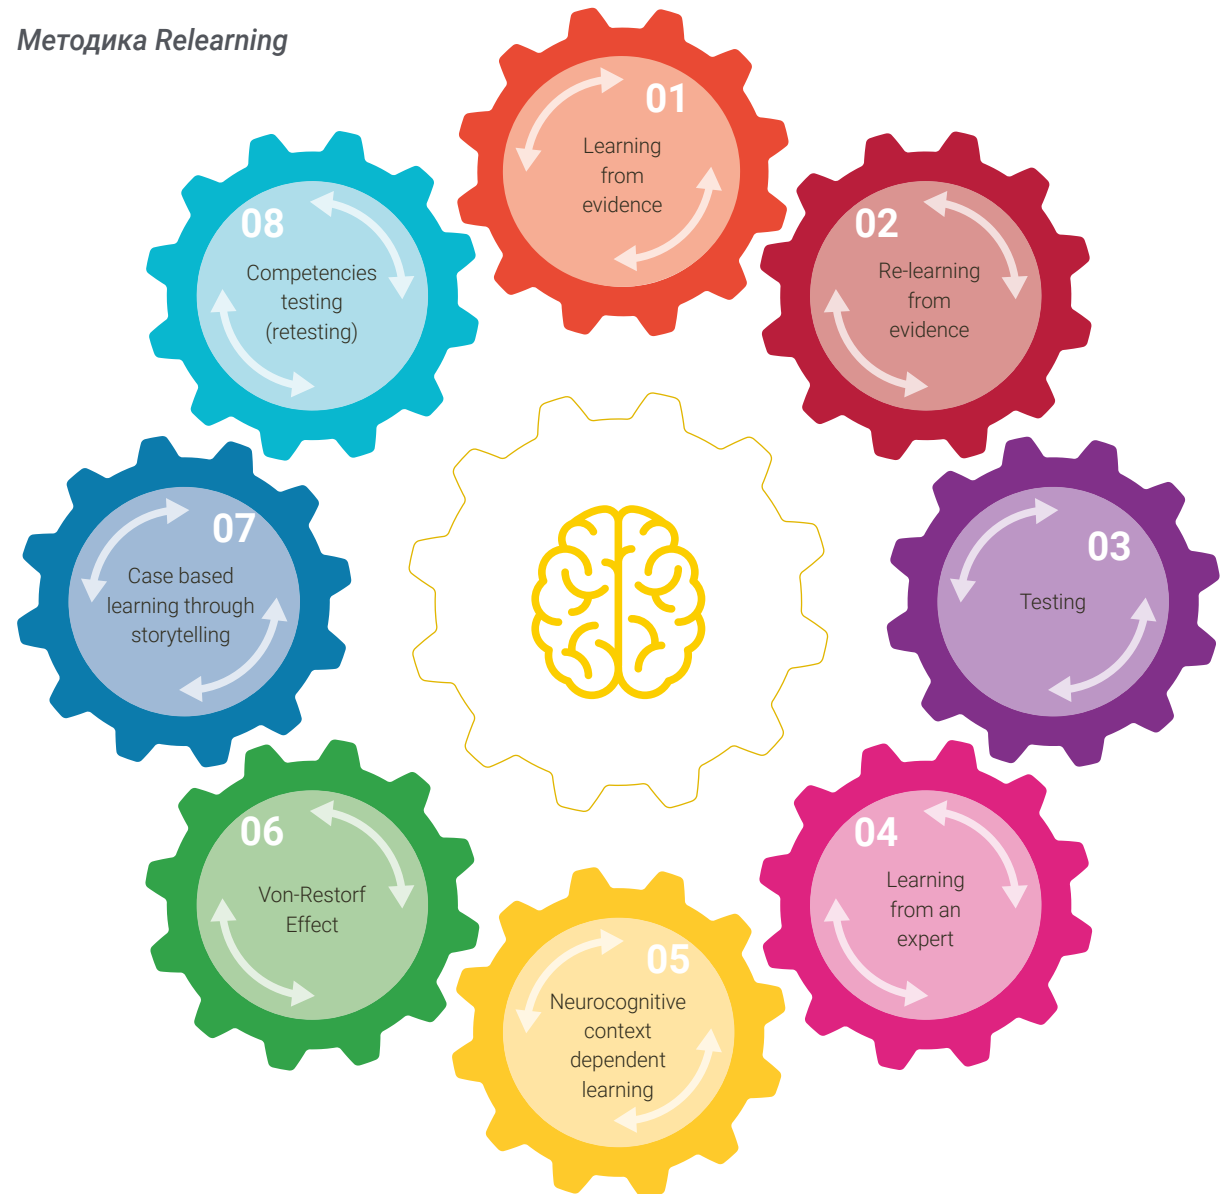 Методика Relearning
01
Learning
from
evidence
02
Re-learning
from
evidence
03
Testing
04
Learning
from an
expert
05
Neurocognitive
context
dependent
learning
06
Von-Restorf
Effect
07
Case based
learning through
storytelling
08
Competencies
testing
(retesting)